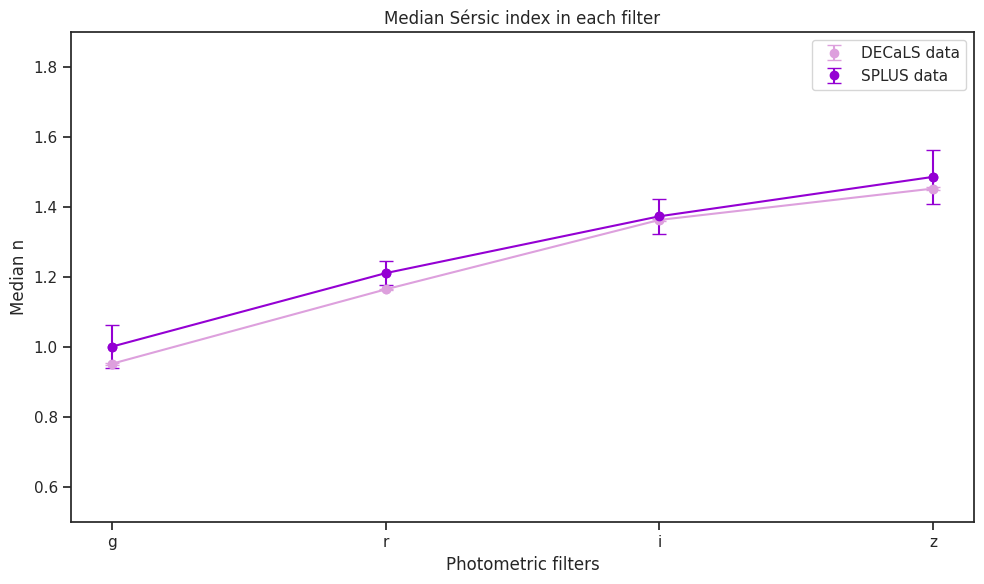 Median Sérsic index in each filter
DECaLS data
SPLUS data
1.8
1.6
1.4
1.2
1.0
0.8
0.6
Median n
g r i z
Photometric filters